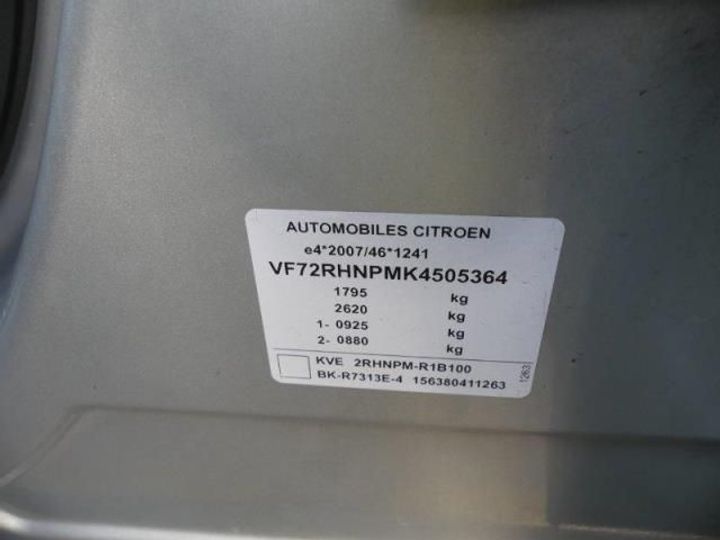 AUTOMOBILES CITROEN
e4*2007/46*1241
VF72RHNPMK4505364
1795 kg
2620 kg
1- 0925 kg
2- 0880 kg
KVE 2RHNPM-R1B100
BK-R7313E-4 156380411263
1263